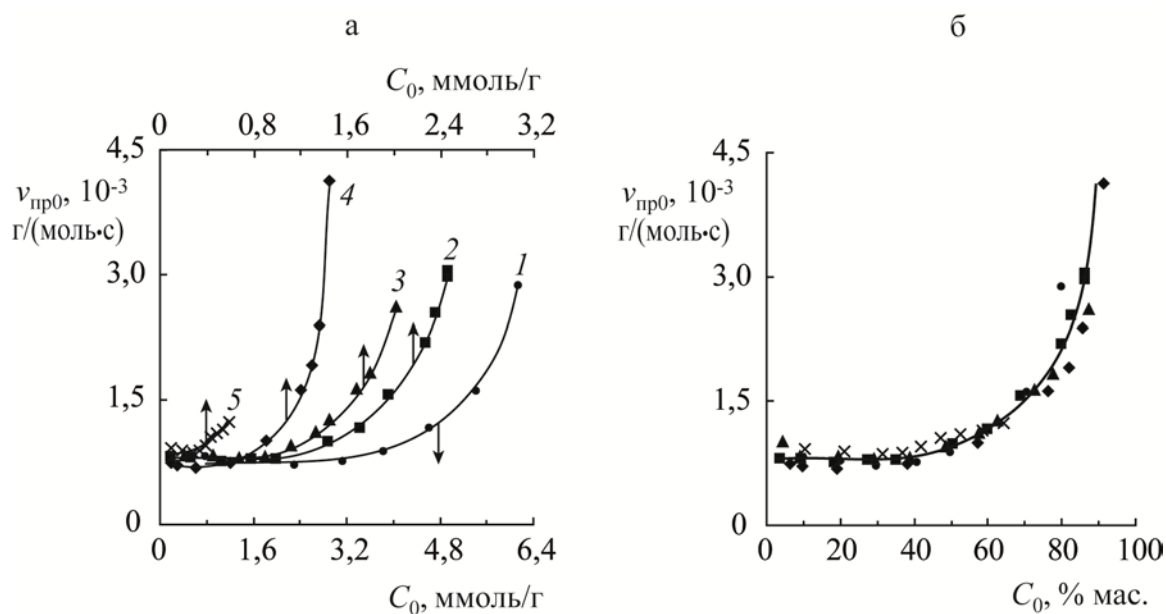 а
C₀, ммоль/г
0 0,8 1,6 2,4 3,2
4,5
v пр0, 10⁻³
г/(моль•с)
3,0
1,5
0
4
2
1
3
5
0 1,6 3,2 4,8 6,4
C₀, ммоль/г
б
4,5
v пр0, 10⁻³
г/(моль•с)
3,0
1,5
0
0 20 40 60 80 100
C₀, % мас.